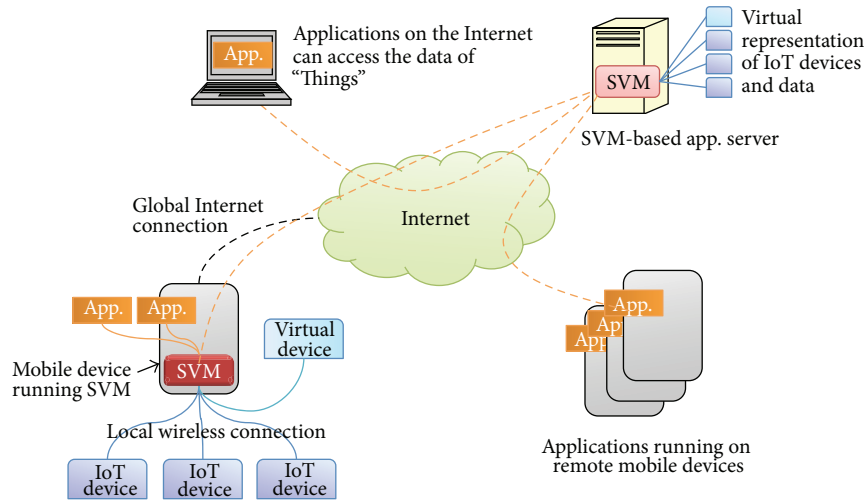 App.
Applications on the Internet
can access the data of
“Things”
SVM
Virtual
representation
of IoT devices
and data
SVM-based app. server
Global Internet
connection
Internet
App.
App.
Virtual
device
SVM
Mobile device
running SVM
Local wireless connection
IoT
device
IoT
device
IoT
device
App.
App
App
Applications running on
remote mobile devices